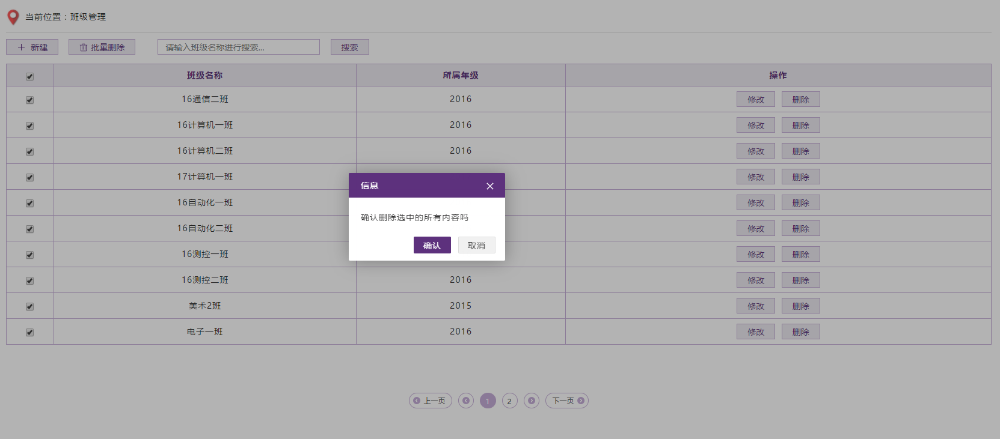 当前位置：班级管理
新建 批量删除 请输入班级名称进行搜索... 搜索
班级名称 所属年级 操作
16通信二班 2016 修改 删除
16计算机一班 2016 修改 删除
16计算机二班 2016 修改 删除
17计算机一班 修改 删除
16自动化一班 修改 删除
16自动化二班 修改 删除
16测控一班 修改 删除
16测控二班 2016 修改 删除
美术2班 2015 修改 删除
电子一班 2016 修改 删除
信息
确认删除选中的所有内容吗
确认 取消
上一页 1 2 下一页